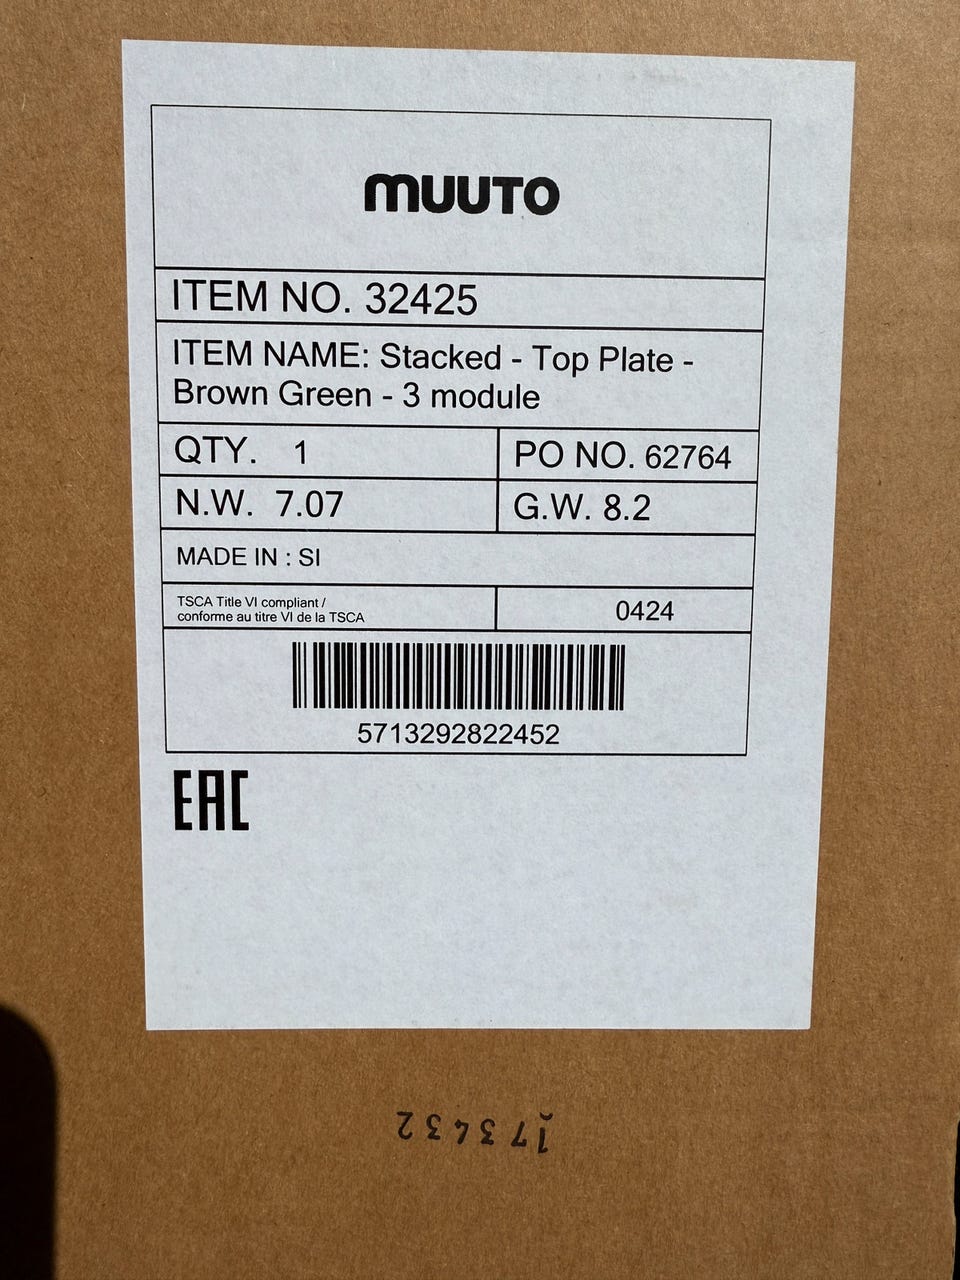 muuto
ITEM NO. 32425
ITEM NAME: Stacked - Top Plate -
Brown Green - 3 module
QTY. 1
PO NO. 62764
N.W. 7.07
G.W. 8.2
MADE IN : SI
TSCA Title VI compliant /
conforme au titre VI de la TSCA
0424
5713292822452
EAC
173432